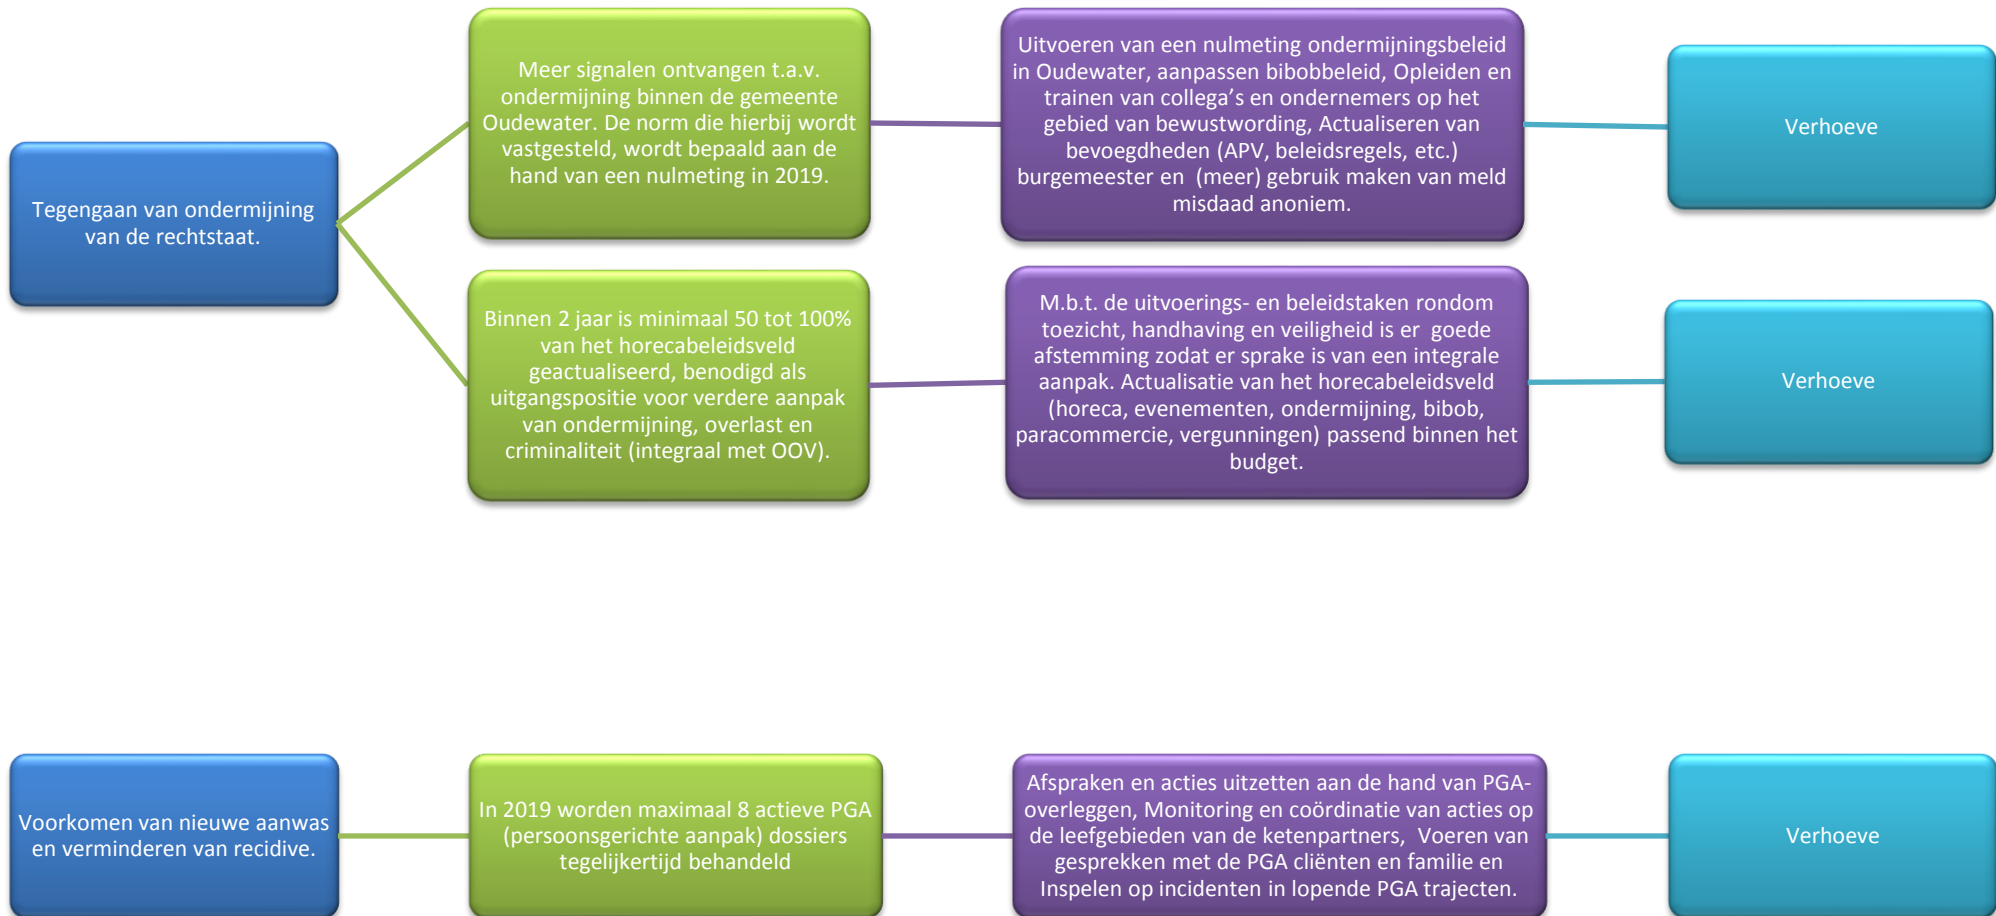 Tegengaan van ondermijning
van de rechtstaat.
Meer signalen ontvangen t.a.v.
ondermijning binnen de gemeente
Oudewater. De norm die hierbij wordt
vastgesteld, wordt bepaald aan de
hand van een nulmeting in 2019.
Uitvoeren van een nulmeting ondermijningsbeleid
in Oudewater, aanpassen bibobbeleid, Opleiden en
trainen van collega’s en ondernemers op het
gebied van bewustwording, Actualiseren van
bevoegdheden (APV, beleidsregels, etc.)
burgemeester en (meer) gebruik maken van meld
misdaad anoniem.
Verhoeve
Binnen 2 jaar is minimaal 50 tot 100%
van het horecabeleidsveld
geactualiseerd, benodigd als
uitgangspositie voor verdere aanpak
van ondermijning, overlast en
criminaliteit (integraal met OOV).
M.b.t. de uitvoerings- en beleidstaken rondom
toezicht, handhaving en veiligheid is er goede
afstemming zodat er sprake is van een integrale
aanpak. Actualisatie van het horecabeleidsveld
(horeca, evenementen, ondermijning, bibob,
paracommercie, vergunningen) passend binnen het
budget.
Verhoeve
Voorkomen van nieuwe aanwas
en verminderen van recidive.
In 2019 worden maximaal 8 actieve PGA
(persoonsgerichte aanpak) dossiers
tegelijkertijd behandeld
Afspraken en acties uitzetten aan de hand van PGA-
overleggen, Monitoring en coördinatie van acties op
de leefgebieden van de ketenpartners, Voeren van
gesprekken met de PGA cliënten en familie en
Inspelen op incidenten in lopende PGA trajecten.
Verhoeve